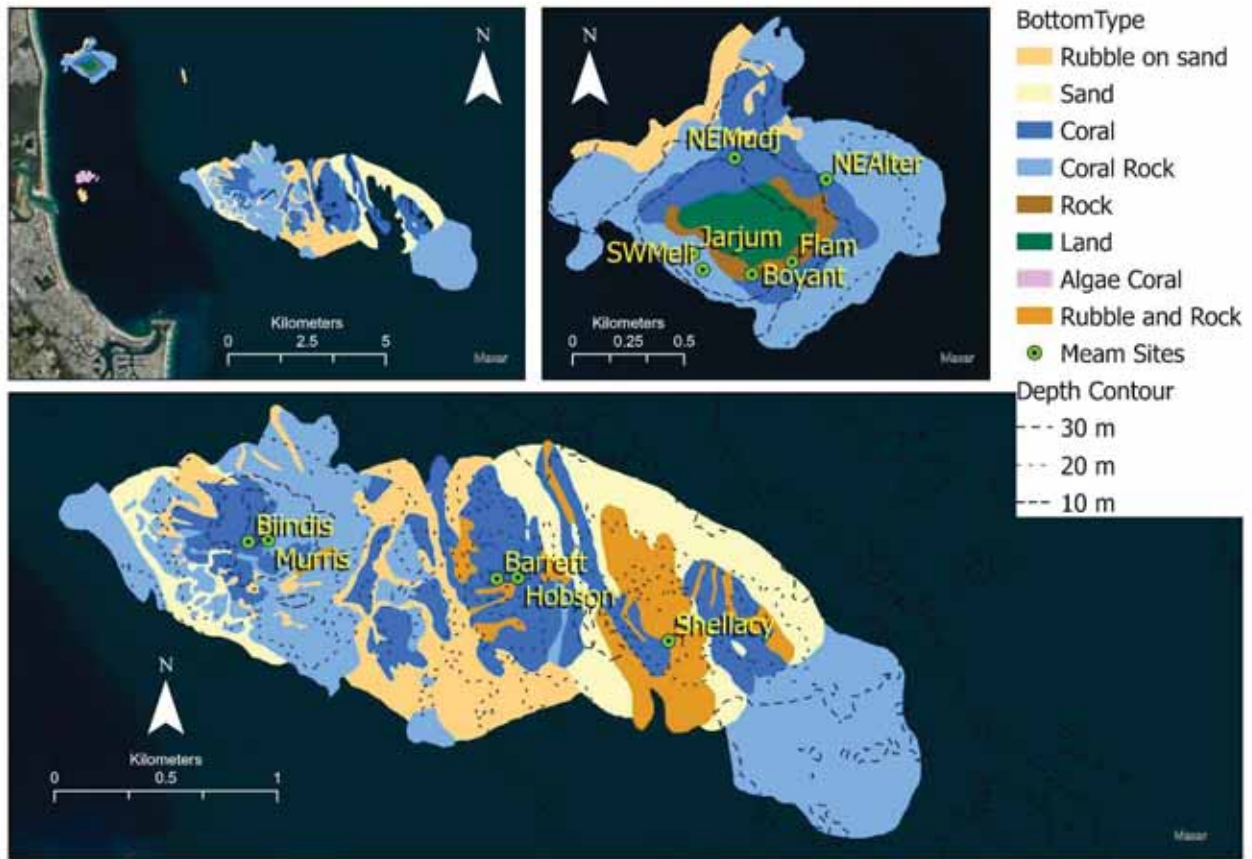 N
Kilometers
0 2.5 5
Maxar
N
NEMudj
NEAlter
Jarjum
Flam
SWMeli
Boyant
Kilometers
0 0.25 0.5
Maxar
BottomType
Rubble on sand
Sand
Coral
Coral Rock
Rock
Land
Algae Coral
Rubble and Rock
Meam Sites
Depth Contour
30 m
20 m
10 m
Biindis
Murris
Barrett
Hobson
Shellacy
N
Kilometers
0 0.5 1
Maxar